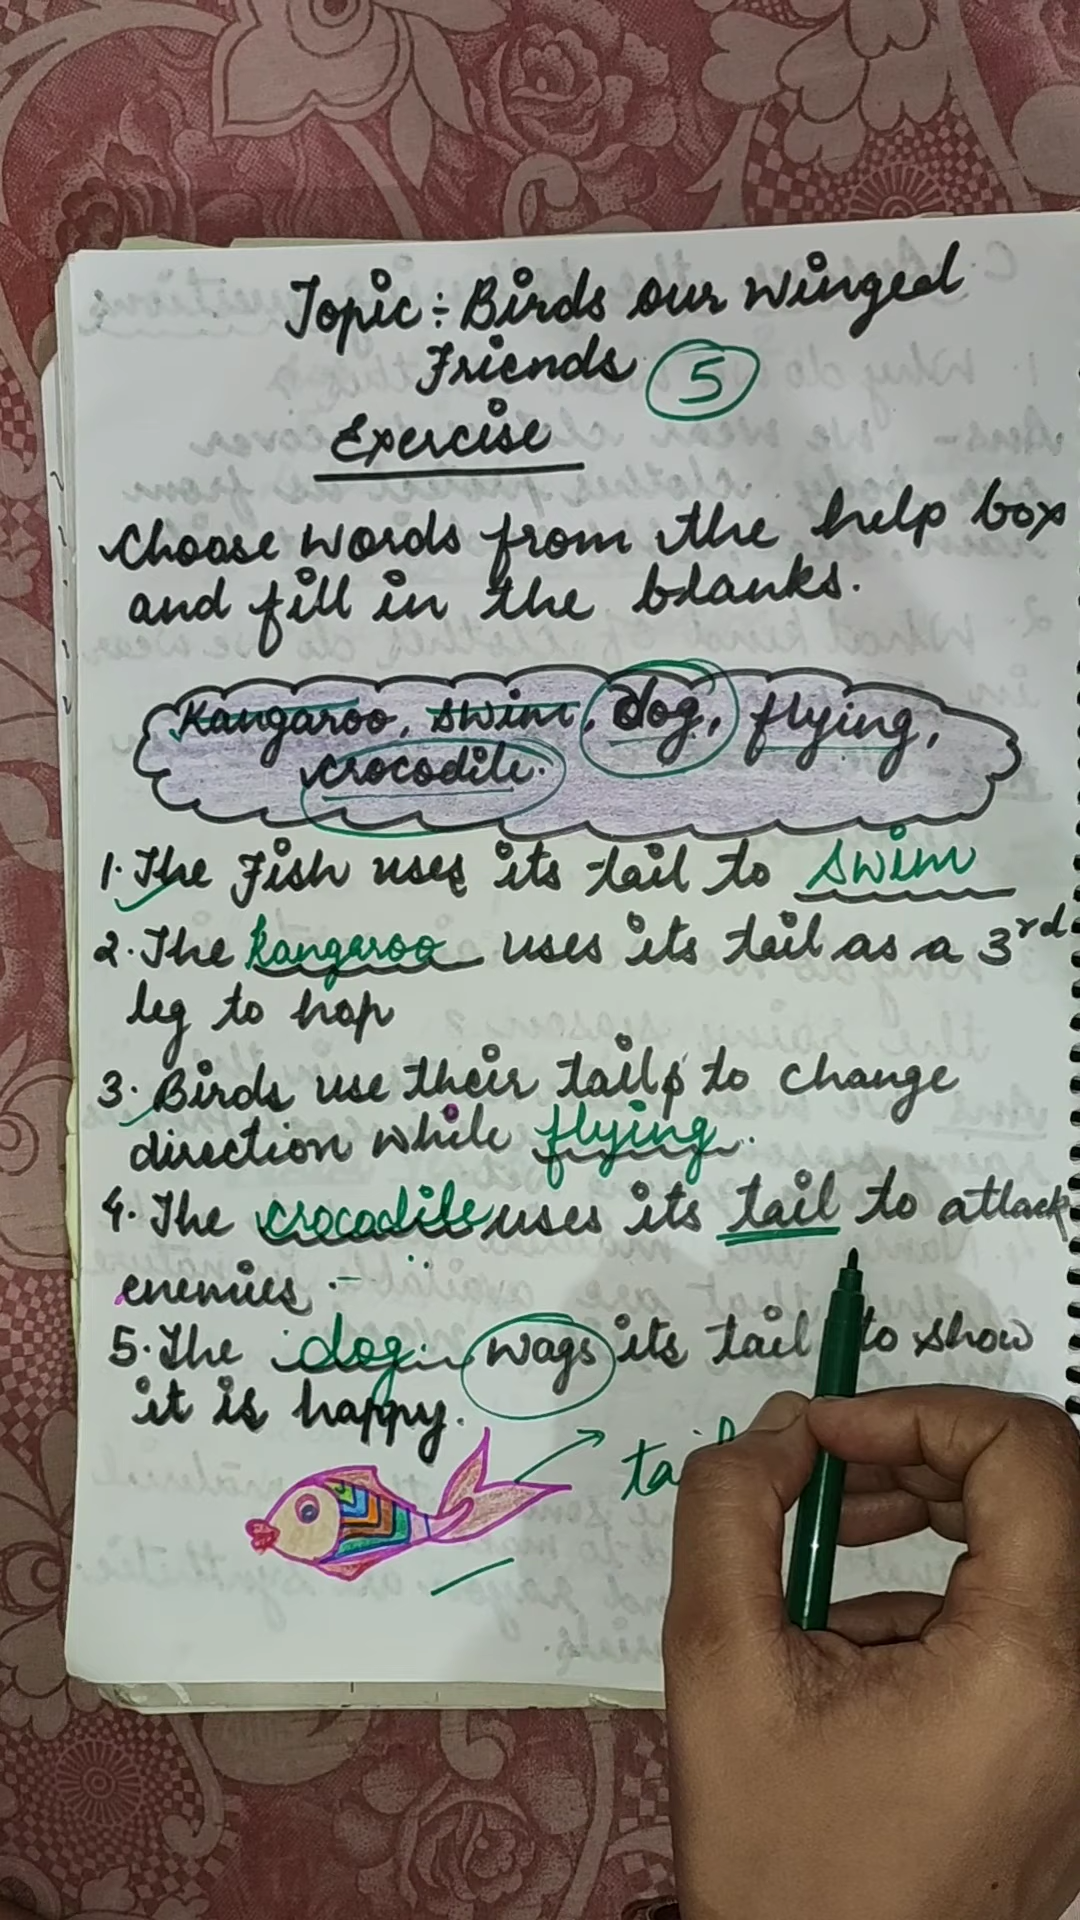 Topic:- Birds our winged
Friends 5
Exercise
Choose words from the help box
and fill in the blanks.
Kangaroo, swim, dog, flying,
crocodile.
1. The Fish uses its tail to swim
2. The kangaroo uses its tail as a 3rd
leg to hop
3. Birds use their tails to change
direction while flying.
4. The crocodile uses its tail to attack
enemies.
5. The dog wags its tail to show
it is happy.